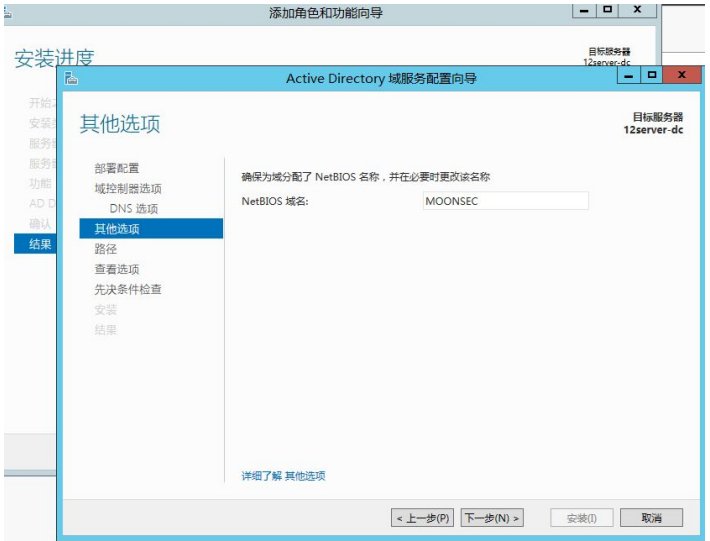 添加角色和功能向导
安装进度
目标服务器
12server-dc
Active Directory 域服务配置向导
其他选项
目标服务器
12server-dc
开始
安装
服务
服务
功能
AD D
确认
结果
部署配置
域控制器选项
DNS 选项
其他选项
路径
查看选项
先决条件检查
安装
结果
确保为域分配了 NetBIOS 名称，并在必要时更改该名称
NetBIOS 域名:
MOONSEC
详细了解 其他选项
< 上一步(P)
下一步(N) >
安装(I)
取消